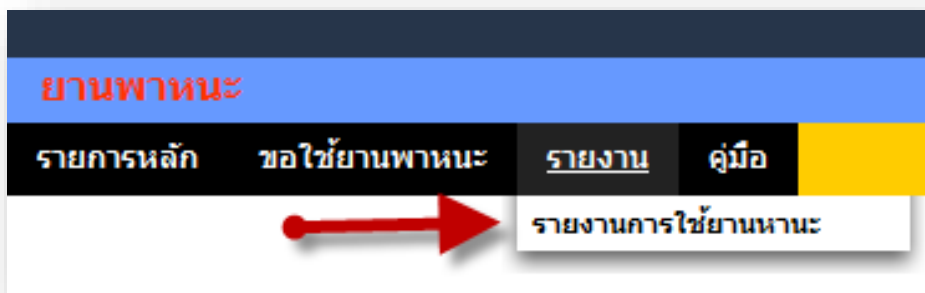 ยานพาหนะ
รายการหลัก ขอใช้ยานพาหนะ รายงาน คู่มือ
รายงานการใช้ยานหานะ